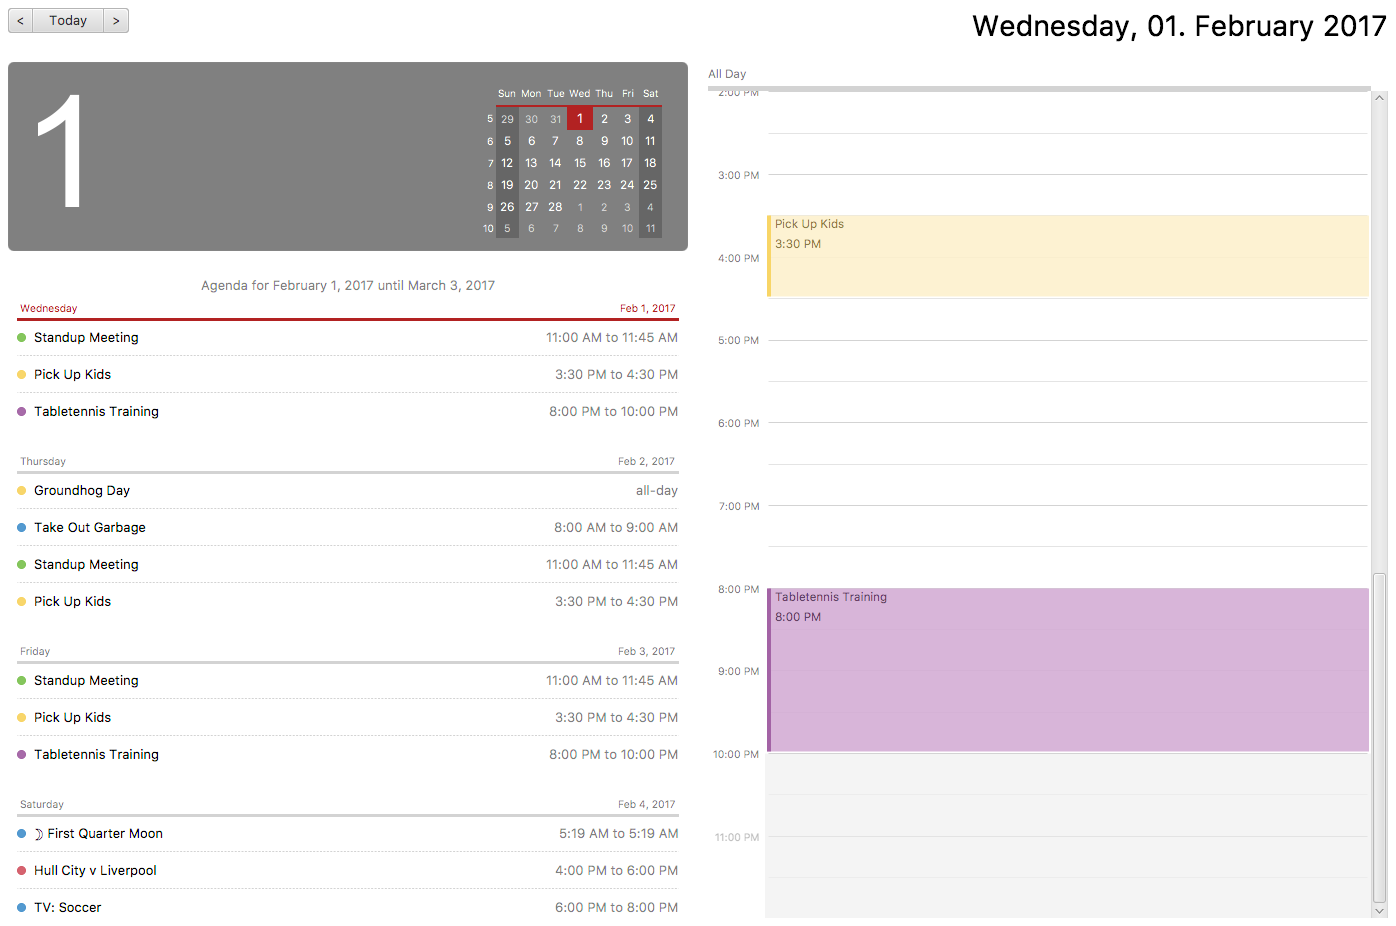 < Today >
Wednesday, 01. February 2017
1
Sun Mon Tue Wed Thu Fri Sat
5 29 30 31 1 2 3 4
6 5 6 7 8 9 10 11
7 12 13 14 15 16 17 18
8 19 20 21 22 23 24 25
9 26 27 28 1 2 3 4
10 5 6 7 8 9 10 11
Agenda for February 1, 2017 until March 3, 2017
Wednesday Feb 1, 2017
Standup Meeting 11:00 AM to 11:45 AM
Pick Up Kids 3:30 PM to 4:30 PM
Tabletennis Training 8:00 PM to 10:00 PM
Thursday Feb 2, 2017
Groundhog Day all-day
Take Out Garbage 8:00 AM to 9:00 AM
Standup Meeting 11:00 AM to 11:45 AM
Pick Up Kids 3:30 PM to 4:30 PM
Friday Feb 3, 2017
Standup Meeting 11:00 AM to 11:45 AM
Pick Up Kids 3:30 PM to 4:30 PM
Tabletennis Training 8:00 PM to 10:00 PM
Saturday Feb 4, 2017
☽ First Quarter Moon 5:19 AM to 5:19 AM
Hull City v Liverpool 4:00 PM to 6:00 PM
TV: Soccer 6:00 PM to 8:00 PM
All Day
2:00 PM
3:00 PM
Pick Up Kids
3:30 PM
4:00 PM
5:00 PM
6:00 PM
7:00 PM
8:00 PM
Tabletennis Training
8:00 PM
9:00 PM
10:00 PM
11:00 PM